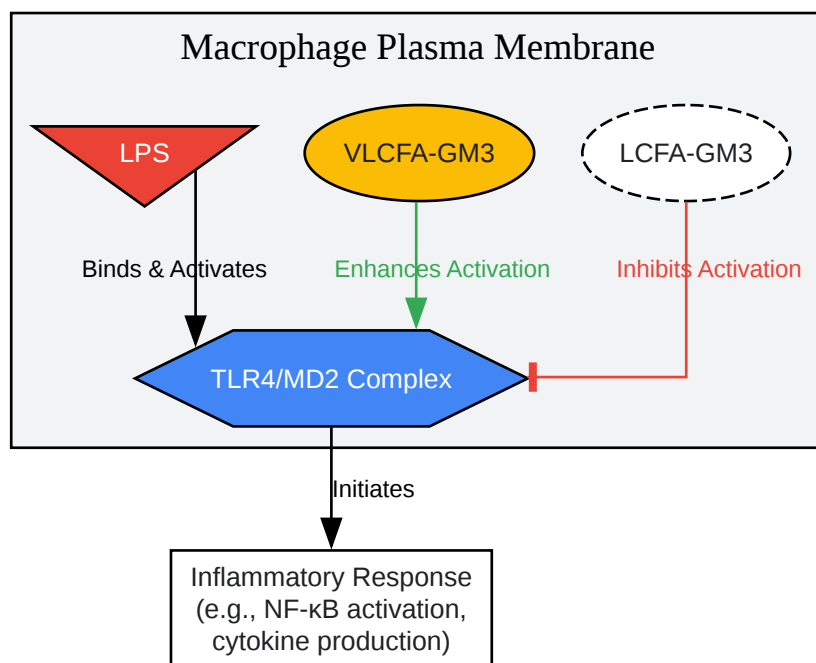 Macrophage Plasma Membrane
LPS
VLCFA-GM3
LCFA-GM3
Binds & Activates
Enhances Activation
Inhibits Activation
TLR4/MD2 Complex
Initiates
Inflammatory Response
(e.g., NF-κB activation,
cytokine production)